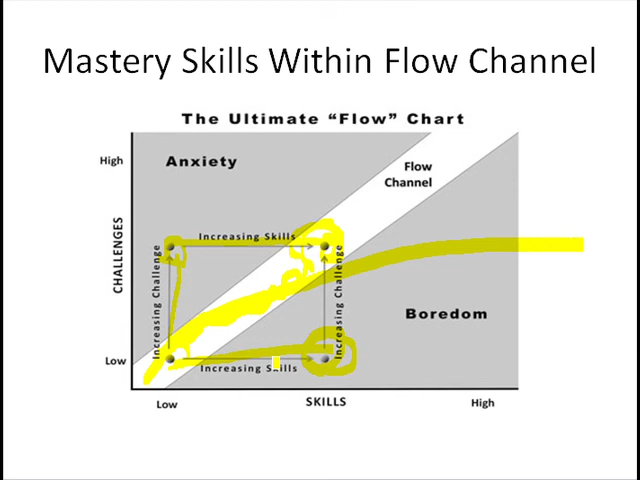 Mastery Skills Within Flow Channel
The Ultimate “Flow” Chart
High
Anxiety
Flow
Channel
CHALLENGES
Increasing Skills
Increasing Challenge
Increasing Challenge
Boredom
Low
Increasing Skills
Low
SKILLS
High